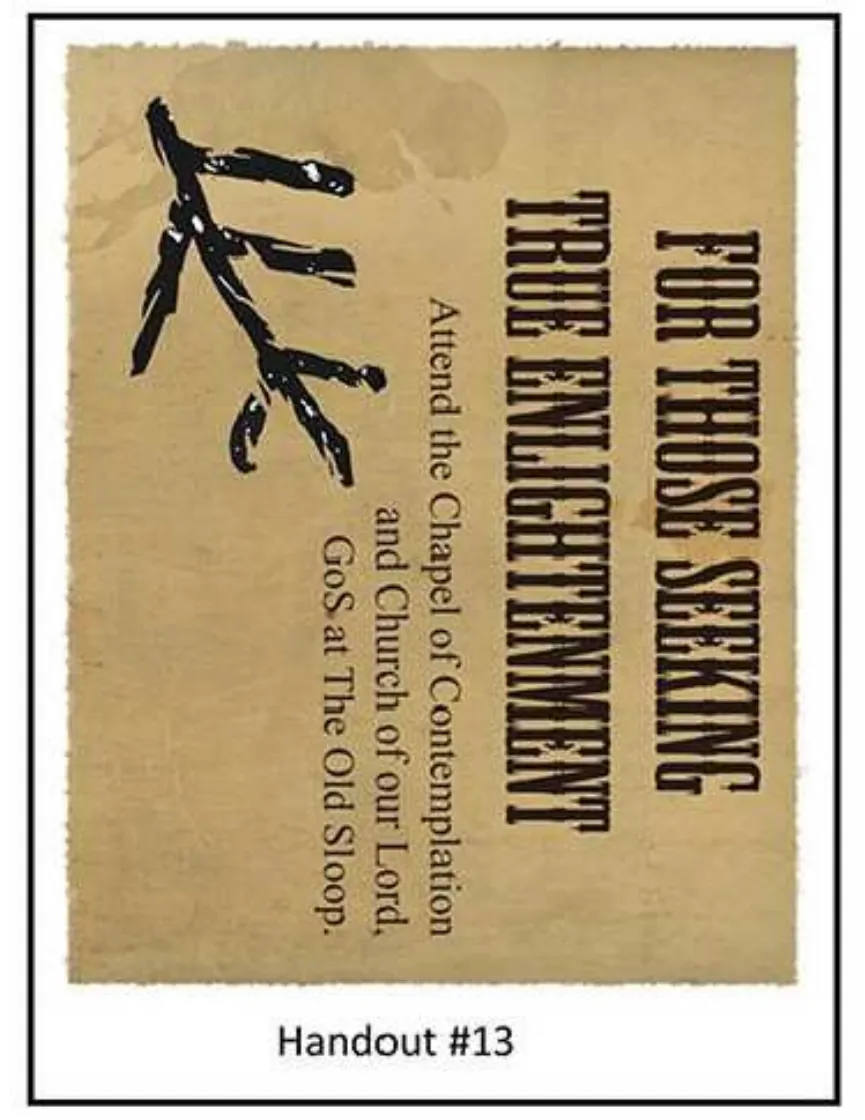 FOR THOSE SEEKING
TRUE ENLIGHTENMENT
Attend the Chapel of Contemplation
and Church of our Lord,
GoS at The Old Sloop.
Handout #13